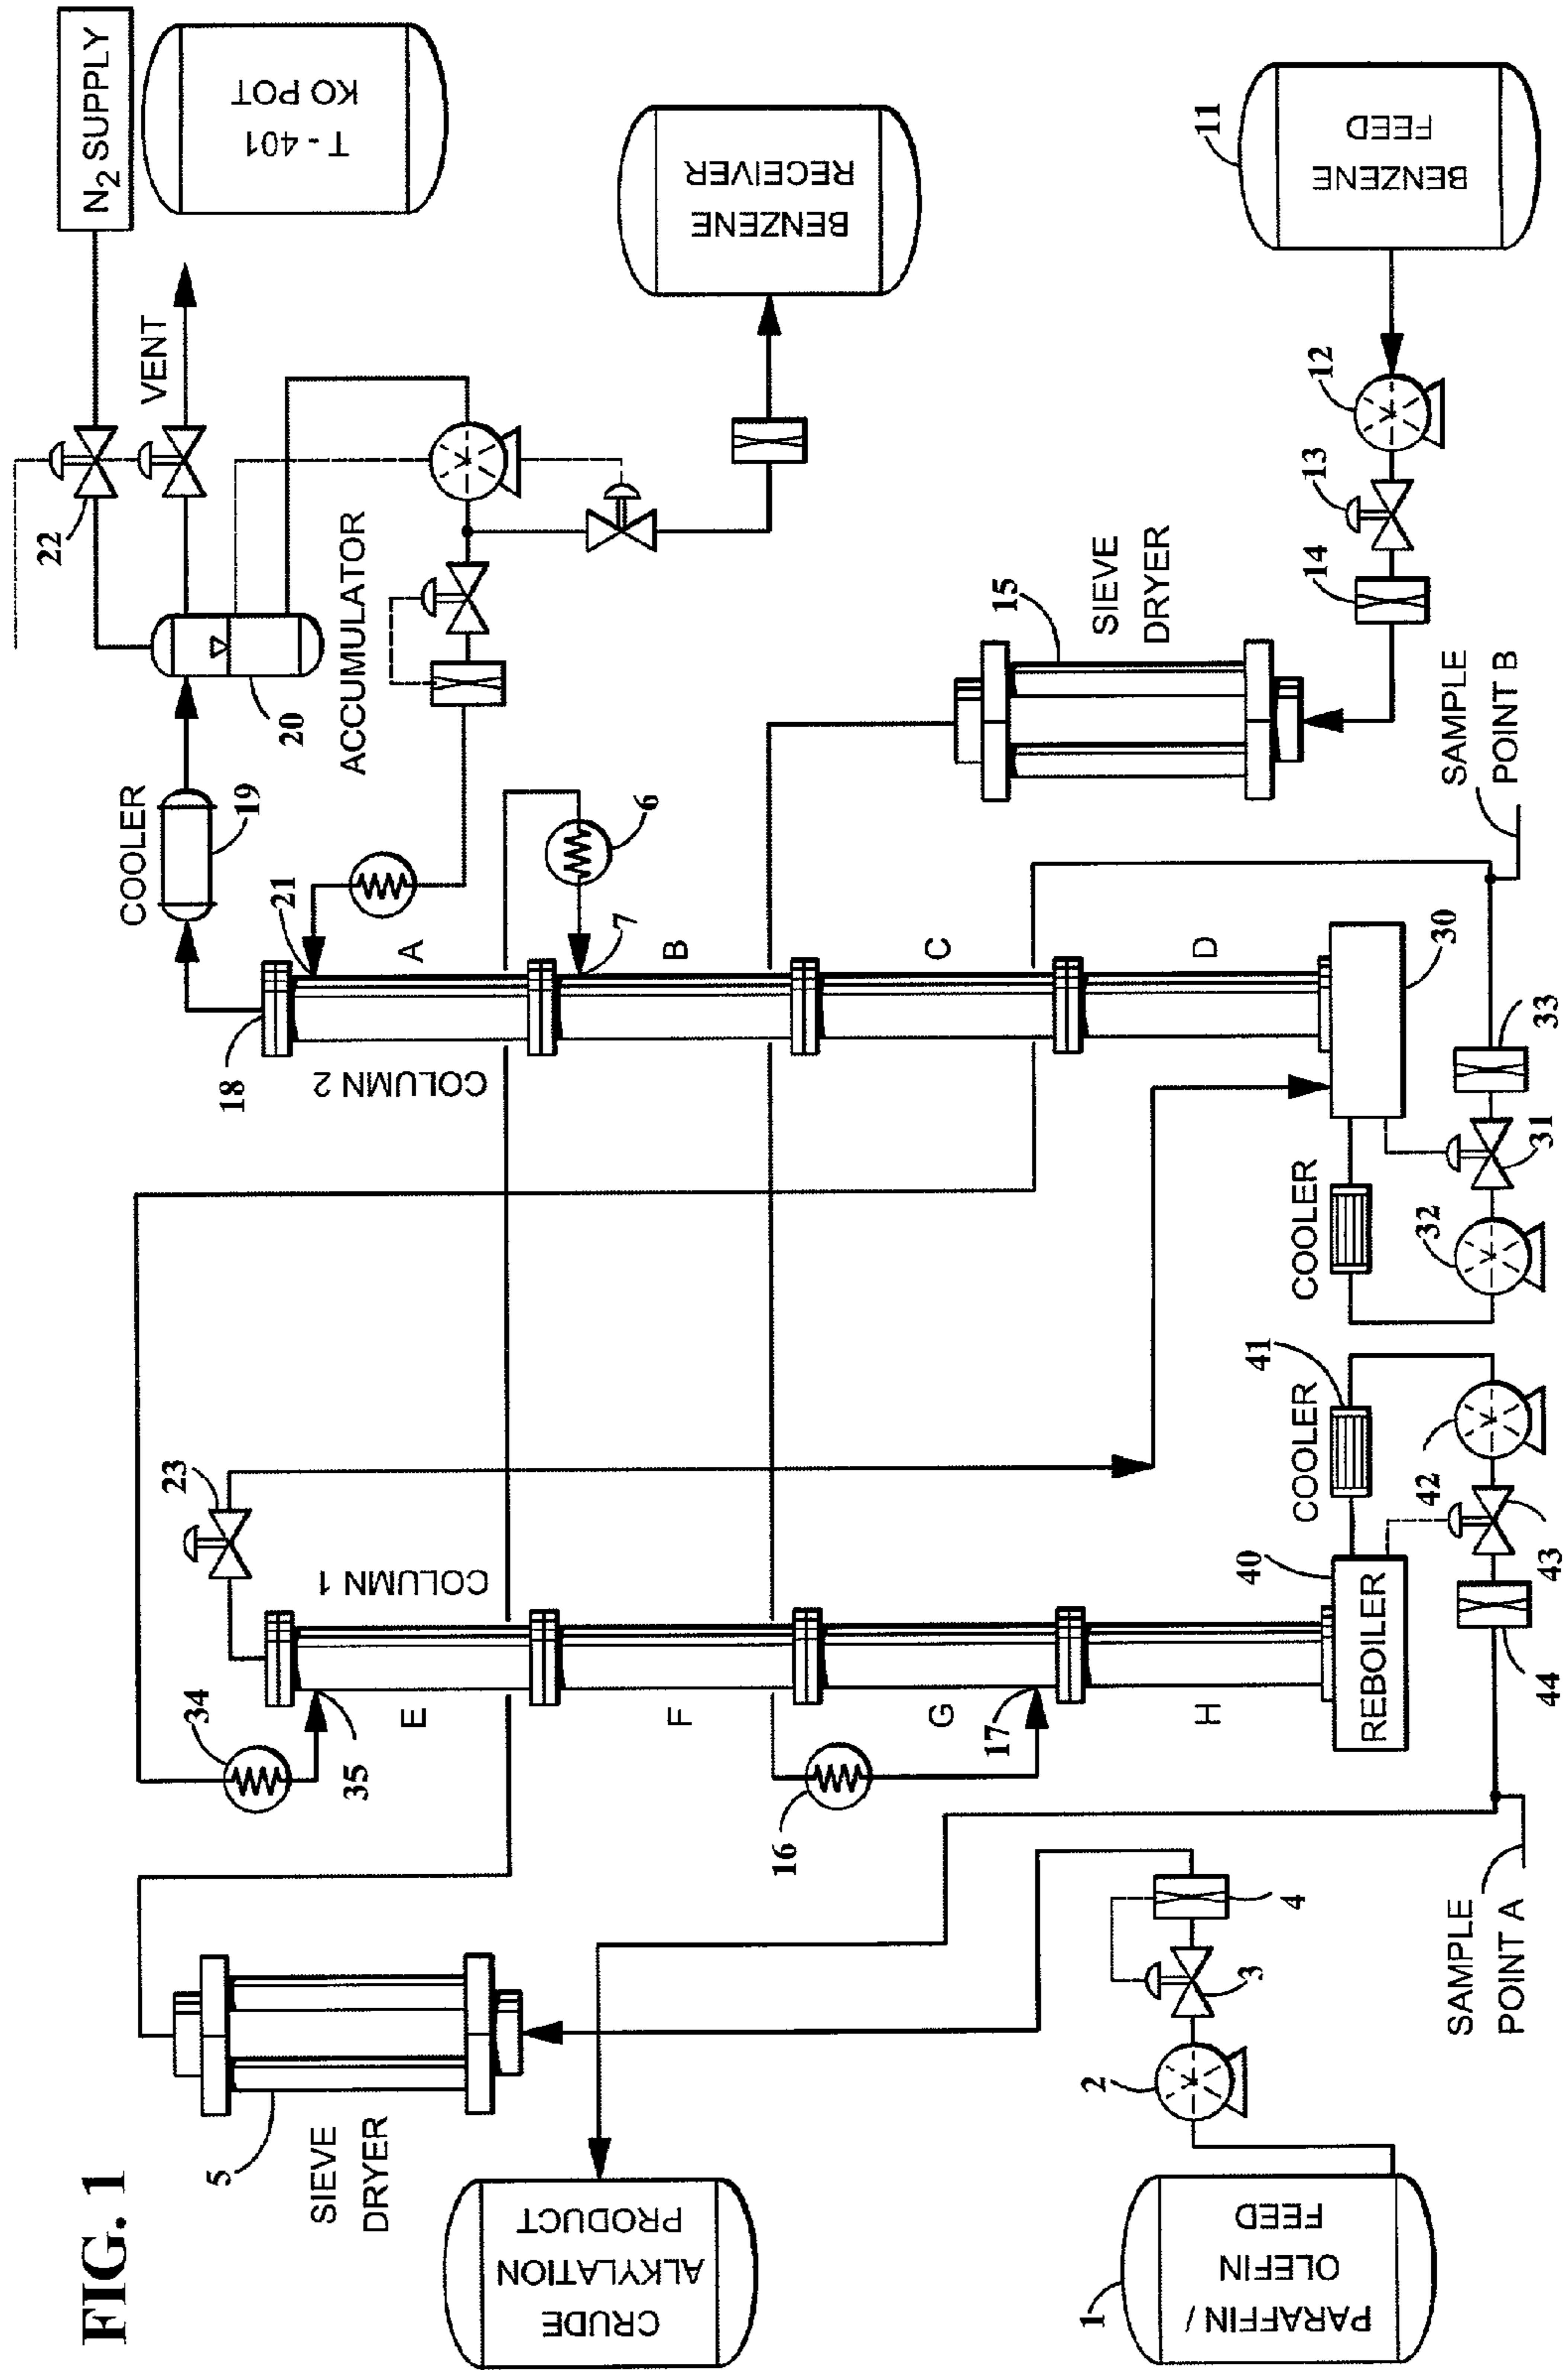 FIG. 1
N2 SUPPLY
T - 401
KO POT
VENT
22
COOLER
19
20
ACCUMULATOR
BENZENE
RECEIVER
21
18
A
6
7
B
C
D
COLUMN 2
23
34
35
COLUMN 1
E
F
G
H
17
16
5
SIEVE
DRYER
15
SIEVE
DRYER
11
BENZENE
FEED
12
13
14
SAMPLE
POINT B
30
33
31
32
COOLER
COOLER
41
40
REBOILER
42
43
44
CRUDE
ALKYLATION
PRODUCT
1
PARAFFIN /
OLEFIN
FEED
2
3
4
SAMPLE
POINT A